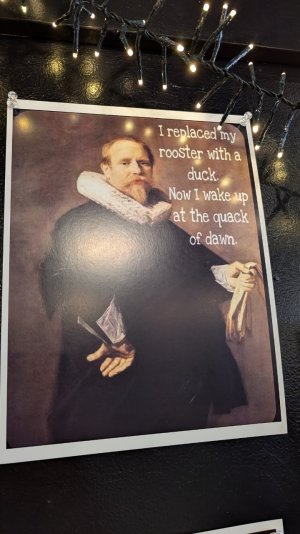 I replaced my
rooster with a
duck.
Now I wake up
at the quack
of dawn.